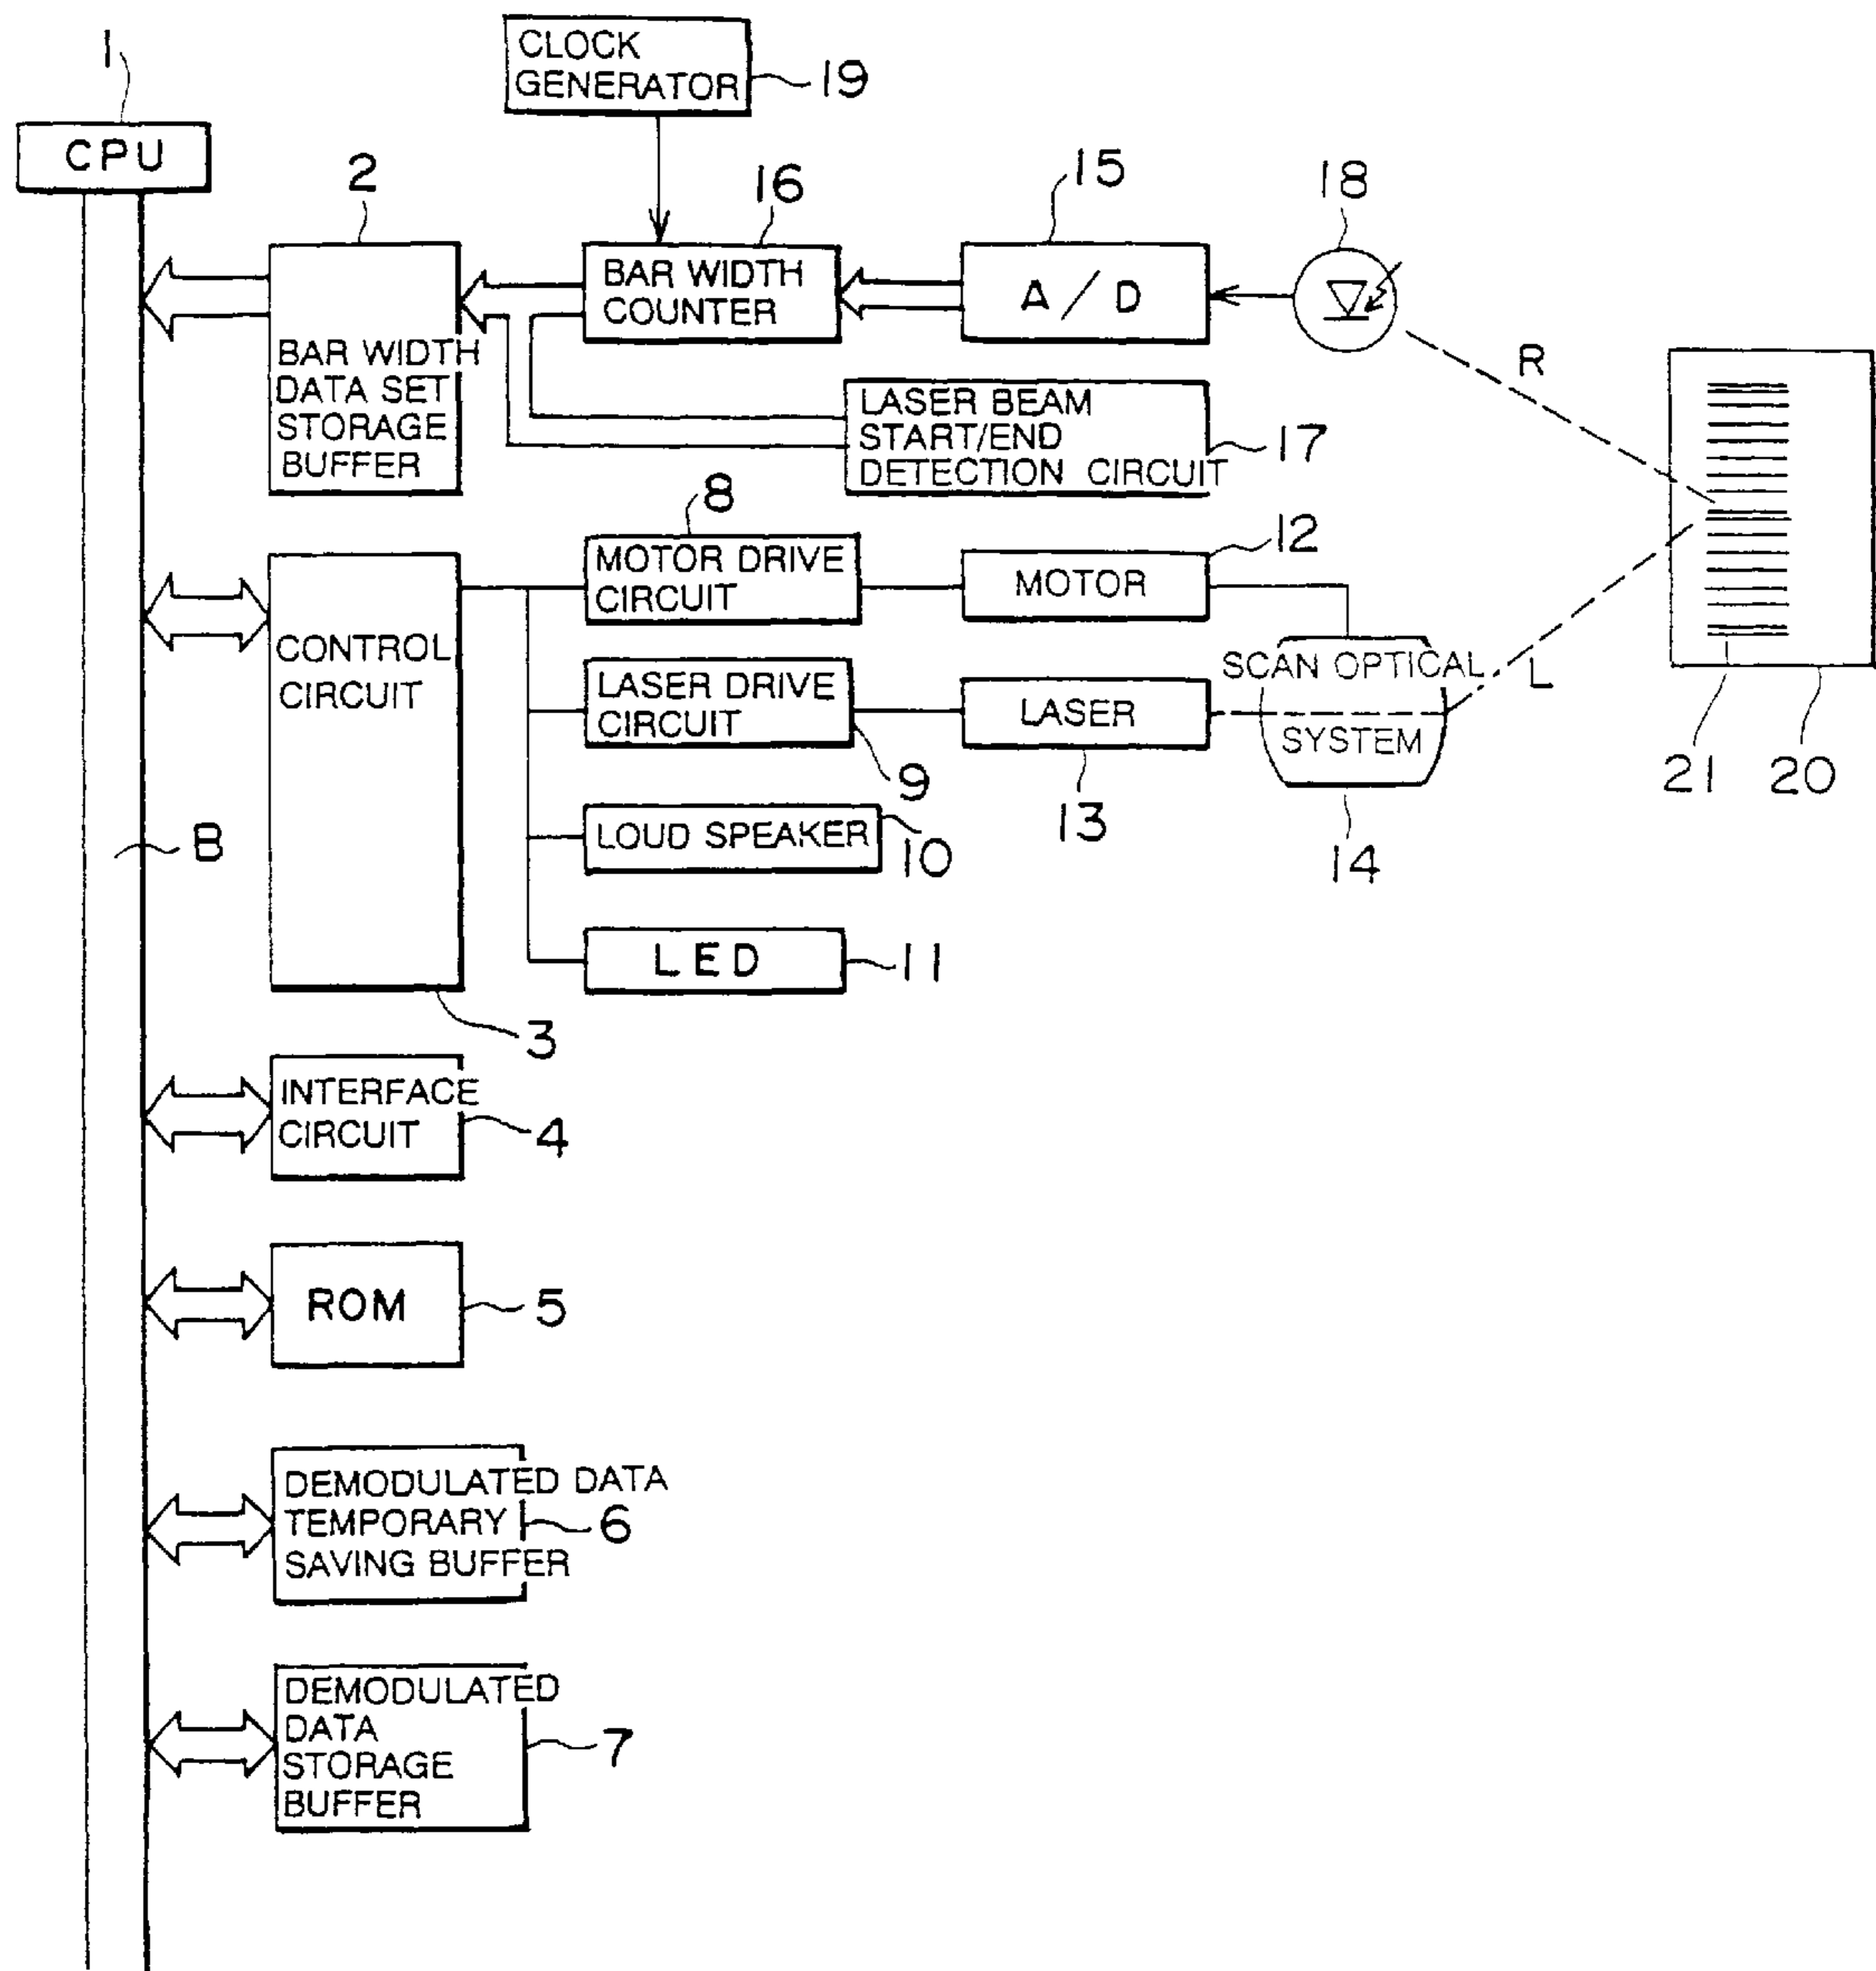 1
CPU
CLOCK
GENERATOR
19
2
16
15
18
BAR WIDTH
DATA SET
STORAGE
BUFFER
BAR WIDTH
COUNTER
A/D
R
LASER BEAM
START/END
DETECTION CIRCUIT
17
8
MOTOR DRIVE
CIRCUIT
12
MOTOR
CONTROL
CIRCUIT
3
LASER DRIVE
CIRCUIT
9
LASER
13
SCAN OPTICAL
SYSTEM
14
L
21
20
B
LOUD SPEAKER
10
LED
11
INTERFACE
CIRCUIT
4
ROM
5
DEMODULATED DATA
TEMPORARY
SAVING BUFFER
6
DEMODULATED
DATA
STORAGE
BUFFER
7